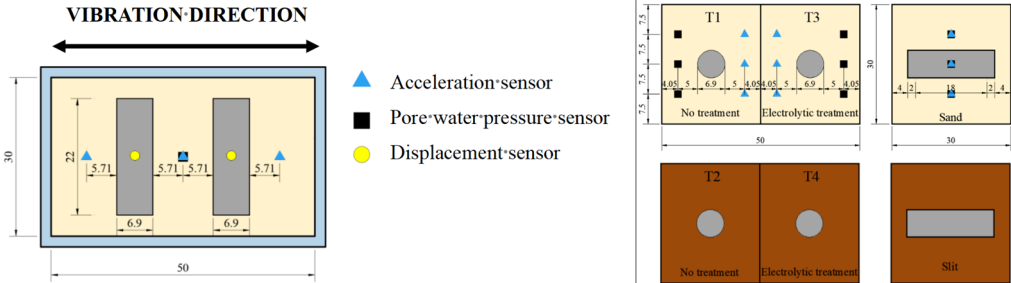 VIBRATION·DIRECTION
30
22
5.71
5.71
5.71
5.71
6.9
6.9
50
Acceleration·sensor
Pore·water·pressure·sensor
Displacement·sensor
T1
T3
7.5
7.5
7.5
7.5
4.05
5
6.9
5
4.05
4.05
5
6.9
5
4.05
No treatment
Electrolytic treatment
50
30
4
2
18
2
4
Sand
30
T2
T4
No treatment
Electrolytic treatment
Slit